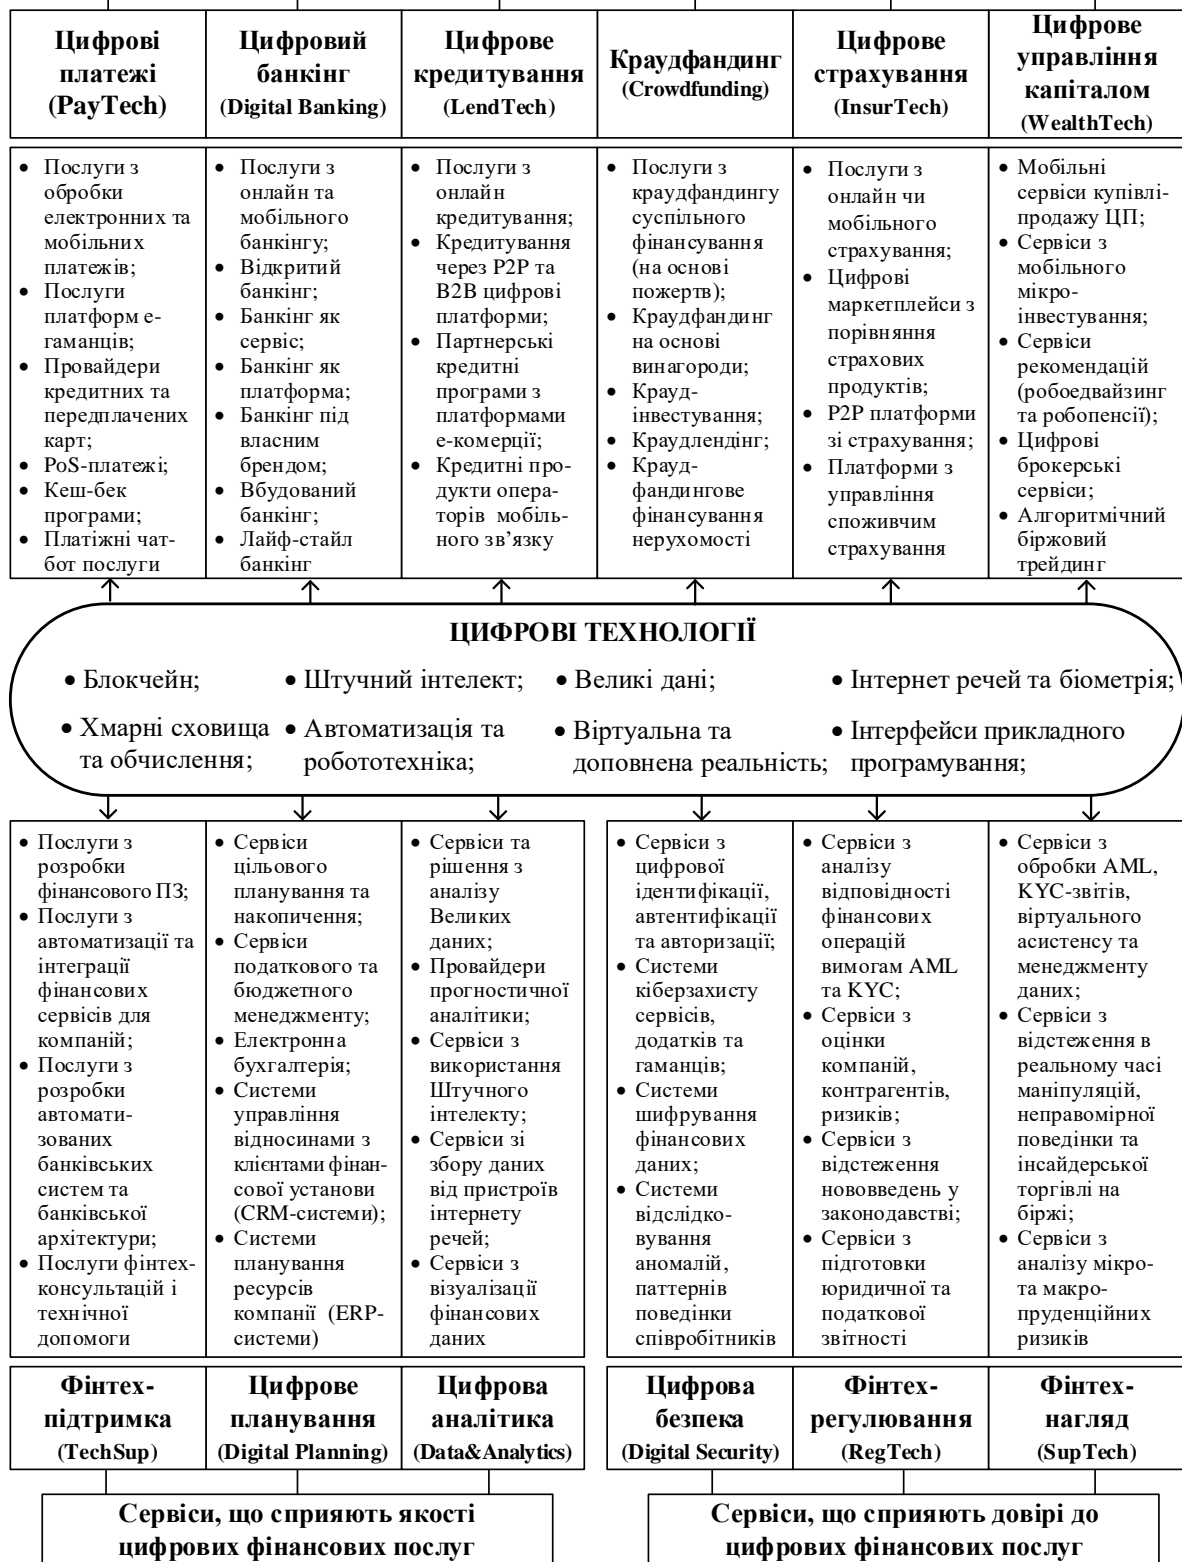 Цифрові
платежі
(PayTech)
Цифровий
банкінг
(Digital Banking)
Цифрове
кредитування
(LendTech)
Краудфандинг
(Crowdfunding)
Цифрове
страхування
(InsurTech)
Цифрове
управління
капіталом
(WealthTech)
• Послуги з
обробки
електронних та
мобільних
платежів;
• Послуги
платформ е-
гаманців;
• Провайдери
кредитних та
передплачених
карт;
• PoS-платежі;
• Кеш-бек
програми;
• Платіжні чат-
бот послуги
• Послуги з
онлайн та
мобільного
банкінгу;
• Відкритий
банкінг;
• Банкінг як
сервіс;
• Банкінг як
платформа;
• Банкінг під
власним
брендом;
• Вбудований
банкінг;
• Лайф-стайл
банкінг
• Послуги з
онлайн
кредитування;
• Кредитування
через P2P та
B2B цифрові
платформи;
• Партнерські
кредитні
програми з
платформами
е-комерції;
• Кредитні про-
дукти опера-
торів мобіль-
ного зв’язку
• Послуги з
краудфандингу
суспільного
фінансування
(на основі
пожертв);
• Краудфандинг
на основі
винагороди;
• Крауд-
інвестування;
• Краудлендінг;
• Крауд-
фандингове
фінансування
нерухомості
• Послуги з
онлайн чи
мобільного
страхування;
• Цифрові
маркетплейси з
порівняння
страхових
продуктів;
• P2P платформи
зі страхування;
• Платформи з
управління
споживчим
страхування
• Мобільні
сервіси купівлі-
продажу ЦП;
• Сервіси з
мобільного
мікро-
інвестування;
• Сервіси
рекомендацій
(робоедвайзинг
та робопенсії);
• Цифрові
брокерські
сервіси;
• Алгоритмічний
біржовий
трейдинг
ЦИФРОВІ ТЕХНОЛОГІЇ
• Блокчейн;
• Штучний інтелект;
• Великі дані;
• Інтернет речей та біометрія;
• Хмарні сховища
та обчислення;
• Автоматизація та
робототехніка;
• Віртуальна та
доповнена реальність;
• Інтерфейси прикладного
програмування;
• Послуги з
розробки
фінансового ПЗ;
• Послуги з
автоматизації та
інтеграції
фінансових
сервісів для
компаній;
• Послуги з
розробки
автомати-
зованих
банківських
систем та
банківської
архітектури;
• Послуги фінтех-
консультацій і
технічної
допомоги
• Сервіси
цільового
планування та
накопичення;
• Сервіси
податкового та
бюджетного
менеджменту;
• Електронна
бухгалтерія;
• Системи
управління
відносинами з
клієнтами фінан-
сової установи
(CRM-системи);
• Системи
планування
ресурсів
компанії (ERP-
системи)
• Сервіси та
рішення з
аналізу
Великих
даних;
• Провайдери
прогностичної
аналітики;
• Сервіси з
використання
Штучного
інтелекту;
• Сервіси зі
збору даних
від пристроїв
інтернету
речей;
• Сервіси з
візуалізації
фінансових
даних
• Сервіси з
цифрової
ідентифікації,
автентифікації
та авторизації;
• Системи
кіберзахисту
сервісів,
додатків та
гаманців;
• Системи
шифрування
фінансових
даних;
• Системи
відслідко-
вування
аномалій,
паттернів
поведінки
співробітників
• Сервіси з
аналізу
відповідності
фінансових
операцій
вимогам AML
та KYC;
• Сервіси з
оцінки
компаній,
контрагентів,
ризиків;
• Сервіси з
відстеження
нововведень у
законодавстві;
• Сервіси з
підготовки
юридичної та
податкової
звітності
• Сервіси з
обробки AML,
KYC-звітів,
віртуального
асистенсу та
менеджменту
даних;
• Сервіси з
відстеження в
реальному часі
маніпуляцій,
неправомірної
поведінки та
інсайдерської
торгівлі на
біржі;
• Сервіси з
аналізу мікро-
та макро-
пруденційних
ризиків
Фінтех-
підтримка
(TechSup)
Цифрове
планування
(Digital Planning)
Цифрова
аналітика
(Data&Analytics)
Цифрова
безпека
(Digital Security)
Фінтех-
регулювання
(RegTech)
Фінтех-
нагляд
(SupTech)
Сервіси, що сприяють якості
цифрових фінансових послуг
Сервіси, що сприяють довірі до
цифрових фінансових послуг